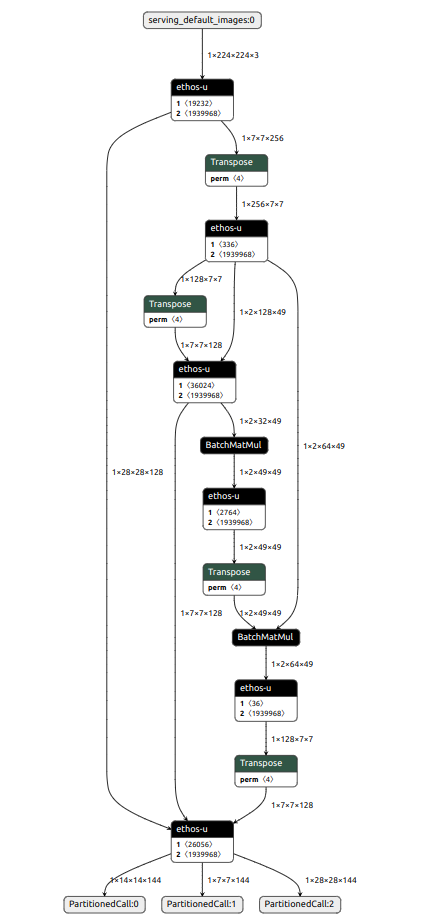 serving_default_images:0
1×224×224×3
ethos-u
1 ⟨19232⟩
2 ⟨1939968⟩
1×7×7×256
Transpose
perm ⟨4⟩
1×256×7×7
ethos-u
1 ⟨336⟩
2 ⟨1939968⟩
1×128×7×7
Transpose
perm ⟨4⟩
1×2×128×49
1×7×7×128
ethos-u
1 ⟨36024⟩
2 ⟨1939968⟩
1×2×32×49
BatchMatMul
1×2×64×49
1×28×28×128
1×2×49×49
ethos-u
1 ⟨2764⟩
2 ⟨1939968⟩
1×2×49×49
Transpose
perm ⟨4⟩
1×7×7×128
1×2×49×49
BatchMatMul
1×2×64×49
ethos-u
1 ⟨36⟩
2 ⟨1939968⟩
1×128×7×7
Transpose
perm ⟨4⟩
1×7×7×128
ethos-u
1 ⟨26056⟩
2 ⟨1939968⟩
1×14×14×144
1×7×7×144
1×28×28×144
PartitionedCall:0
PartitionedCall:1
PartitionedCall:2